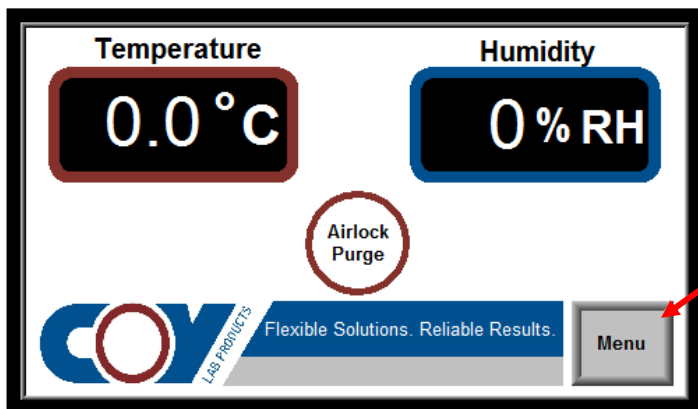 Temperature
Humidity
0.0 °C
0 % RH
Airlock
Purge
COY
LAB PRODUCTS
Flexible Solutions. Reliable Results.
Menu